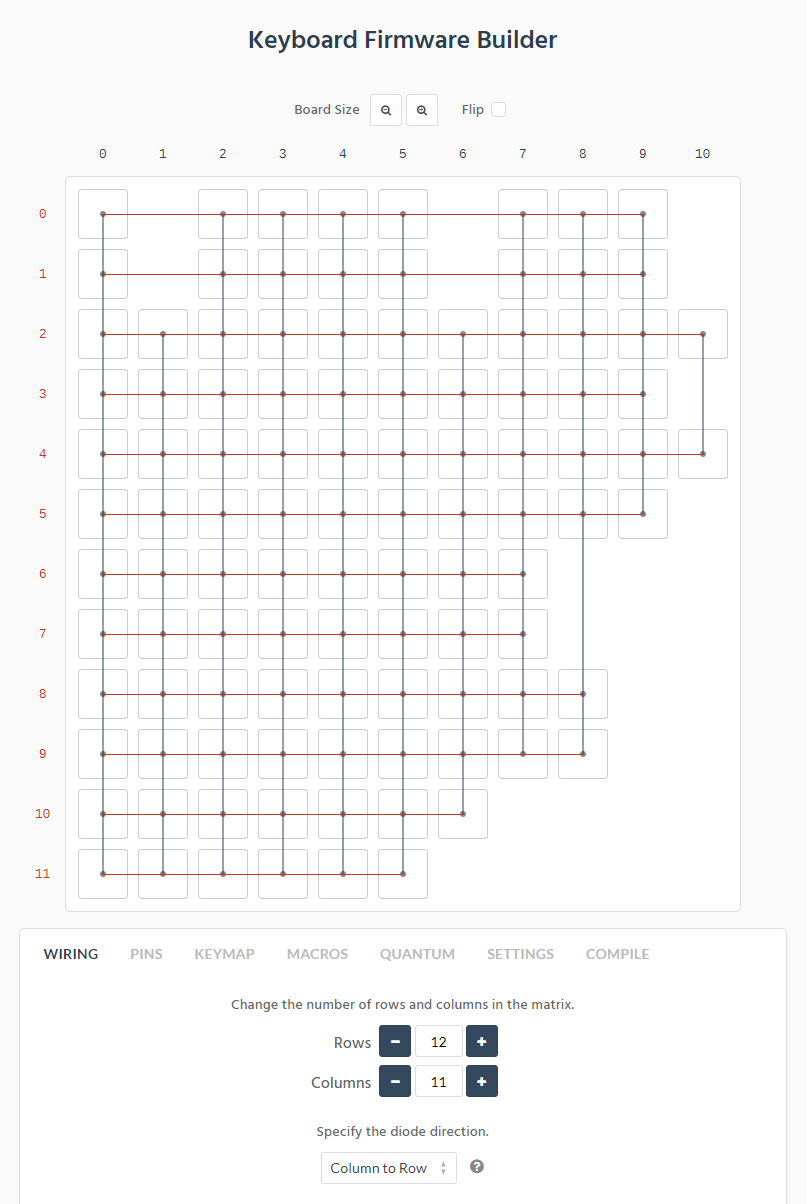 Keyboard Firmware Builder
Board Size Flip
0 1 2 3 4 5 6 7 8 9 10
0
1
2
3
4
5
6
7
8
9
10
11
WIRING PINS KEYMAP MACROS QUANTUM SETTINGS COMPILE
Change the number of rows and columns in the matrix.
Rows − 12 +
Columns − 11 +
Specify the diode direction.
Column to Row ?